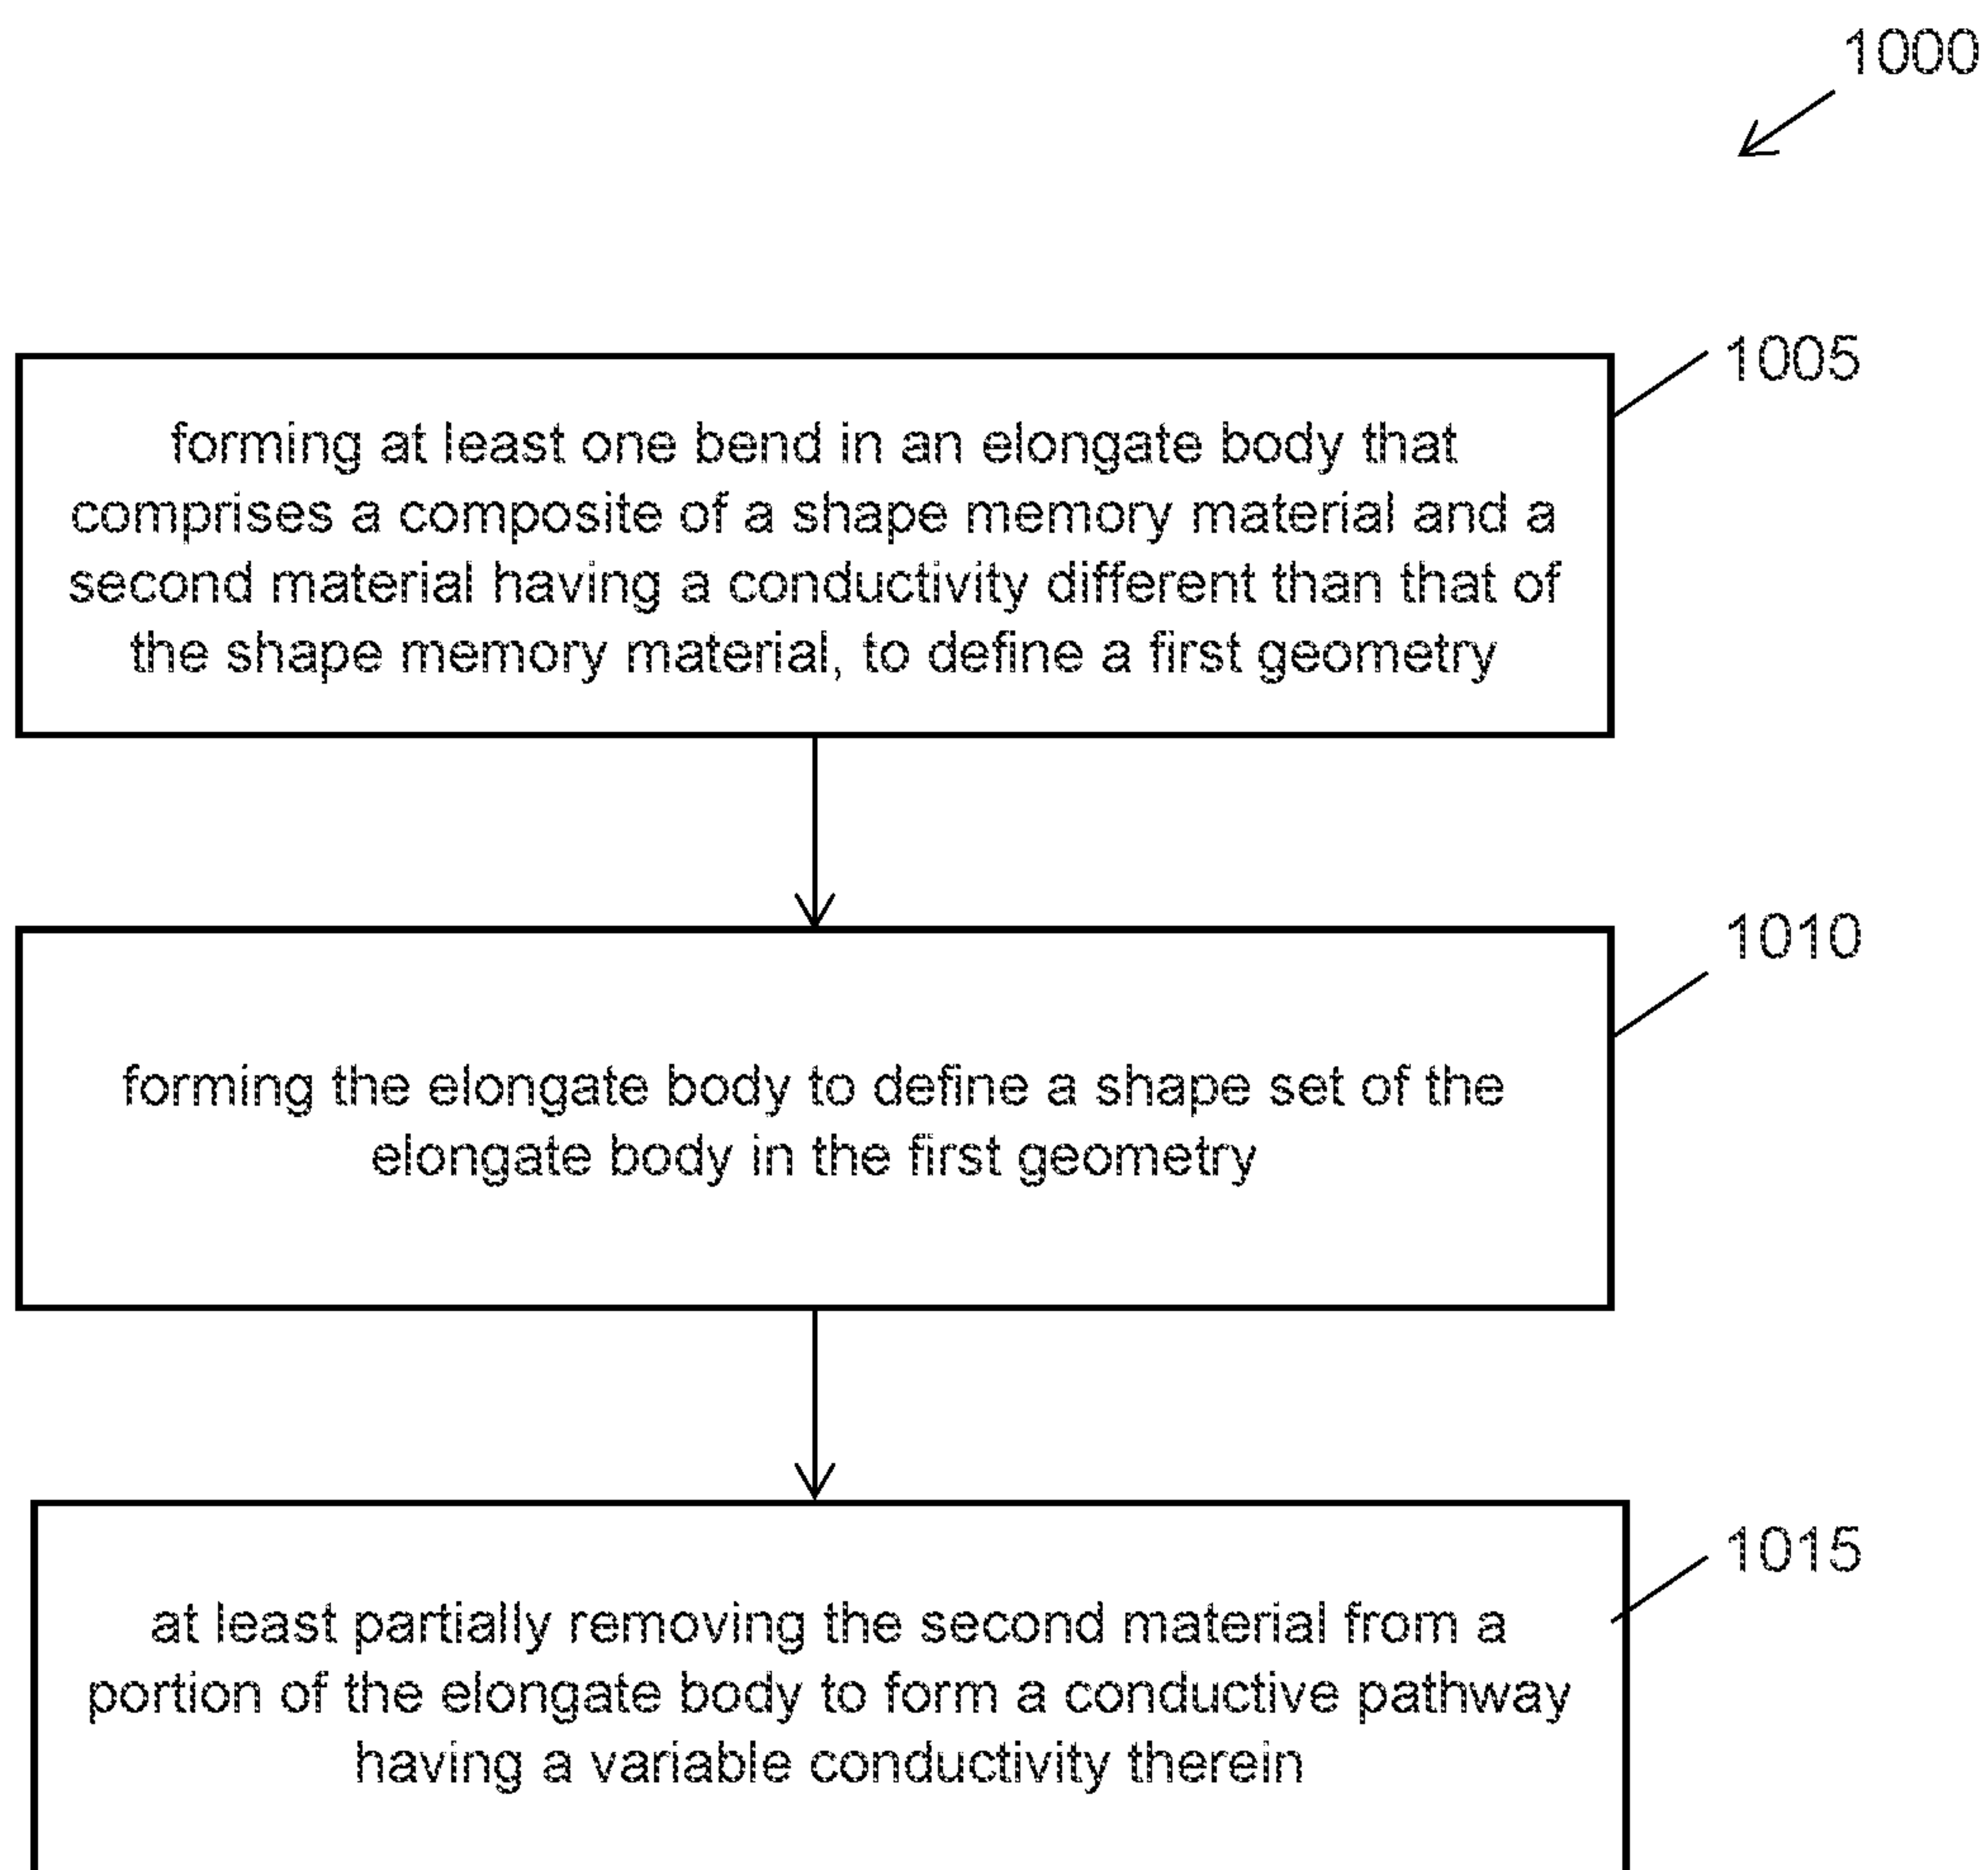 1000
1005
forming at least one bend in an elongate body that
comprises a composite of a shape memory material and a
second material having a conductivity different than that of
the shape memory material, to define a first geometry
1010
forming the elongate body to define a shape set of the
elongate body in the first geometry
1015
at least partially removing the second material from a
portion of the elongate body to form a conductive pathway
having a variable conductivity therein